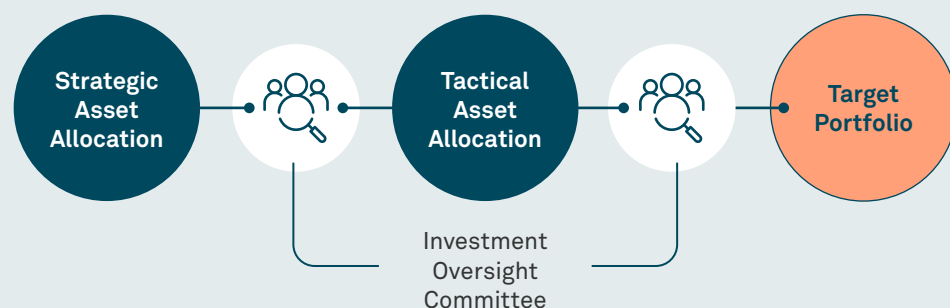 Strategic
Asset
Allocation
Tactical
Asset
Allocation
Target
Portfolio
Investment
Oversight
Committee